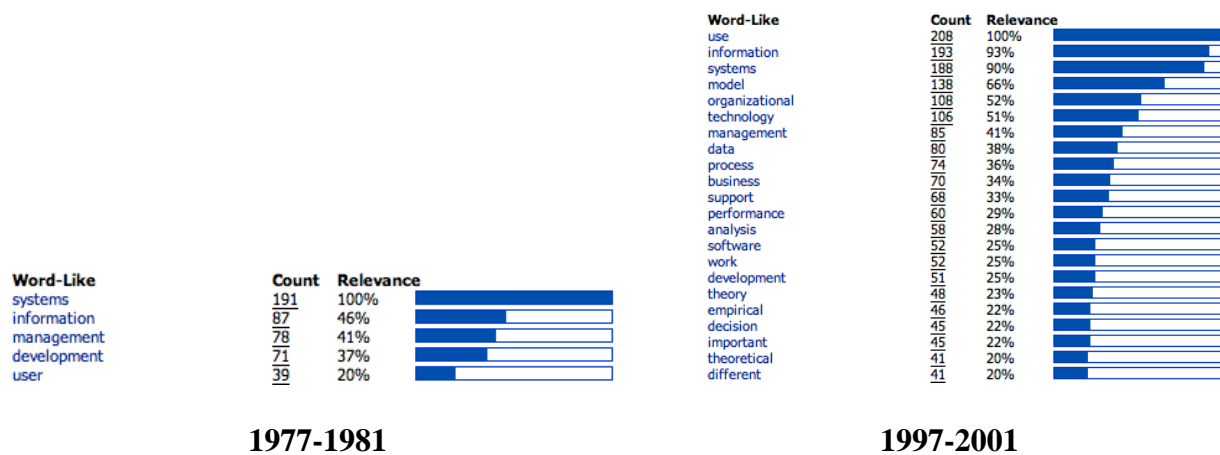 Word-Like Count Relevance
systems 191 100%
information 87 46%
management 78 41%
development 71 37%
user 39 20%
1977-1981
Word-Like Count Relevance
use 208 100%
information 193 93%
systems 188 90%
model 138 66%
organizational 108 52%
technology 106 51%
management 85 41%
data 80 38%
process 74 36%
business 70 34%
support 68 33%
performance 60 29%
analysis 58 28%
software 52 25%
work 52 25%
development 51 25%
theory 48 23%
empirical 46 22%
decision 45 22%
important 45 22%
theoretical 41 20%
different 41 20%
1997-2001